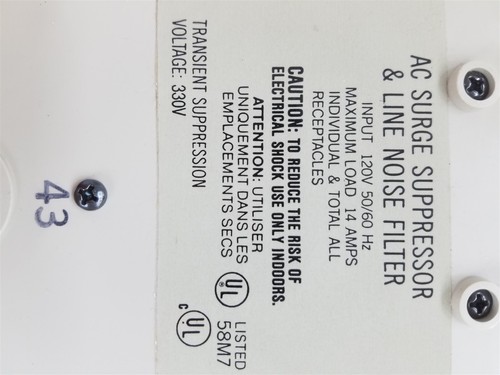 AC SURGE SUPPRESSOR
& LINE NOISE FILTER
INPUT 120V 50/60 Hz
MAXIMUM LOAD 14 AMPS
INDIVIDUAL & TOTAL ALL
RECEPTACLES
CAUTION: TO REDUCE THE RISK OF
ELECTRICAL SHOCK USE ONLY INDOORS.
ATTENTION: UTILISER
UNIQUEMENT DANS LES
EMPLACEMENTS SECS
TRANSIENT SUPPRESSION
VOLTAGE: 330V
UL ®
LISTED
58M7
c UL
43